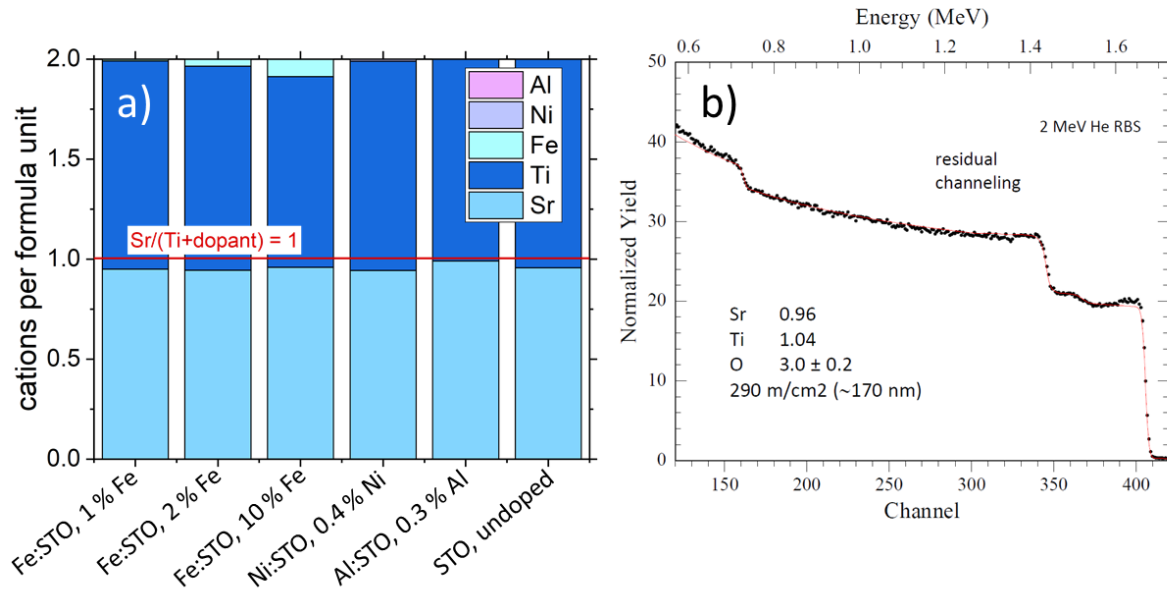 a)
cations per formula unit
2.0
1.5
1.0
0.5
0.0
Al
Ni
Fe
Ti
Sr
Sr/(Ti+dopant) = 1
Fe:STO, 1 % Fe
Fe:STO, 2 % Fe
Fe:STO, 10 % Fe
Ni:STO, 0.4 % Ni
Al:STO, 0.3 % Al
STO, undoped
b)
Energy (MeV)
0.6 0.8 1.0 1.2 1.4 1.6
Normalized Yield
50
40
30
20
10
0
2 MeV He RBS
residual
channeling
Sr 0.96
Ti 1.04
O 3.0 ± 0.2
290 m/cm2 (~170 nm)
150 200 250 300 350 400
Channel